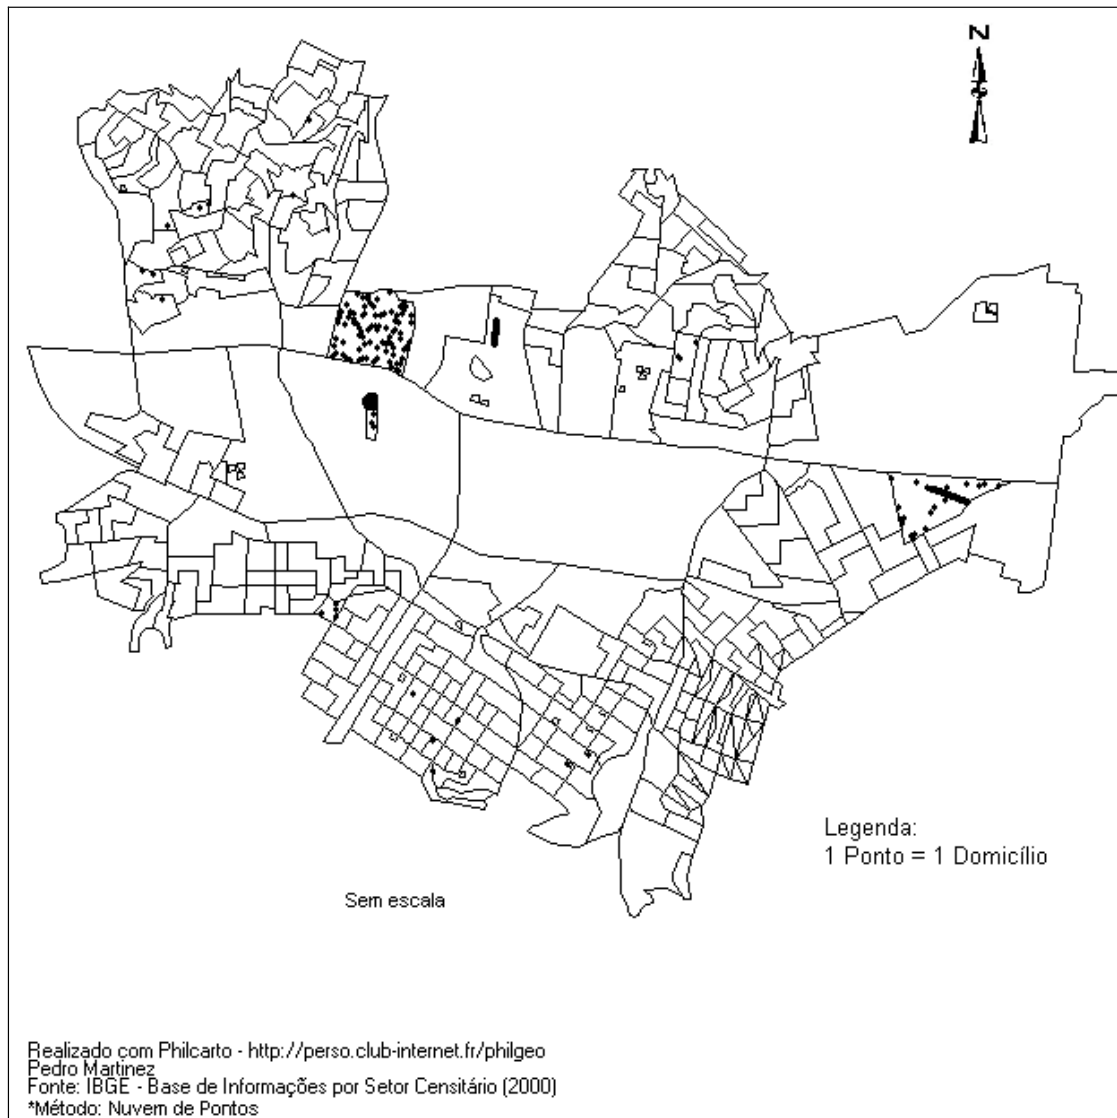 N
Legenda:
1 Ponto = 1 Domicílio
Sem escala
Realizado com Philcarto - http://perso.club-internet.fr/philgeo
Pedro Martinez
Fonte: IBGE - Base de Informações por Setor Censitário (2000)
*Método: Nuvem de Pontos